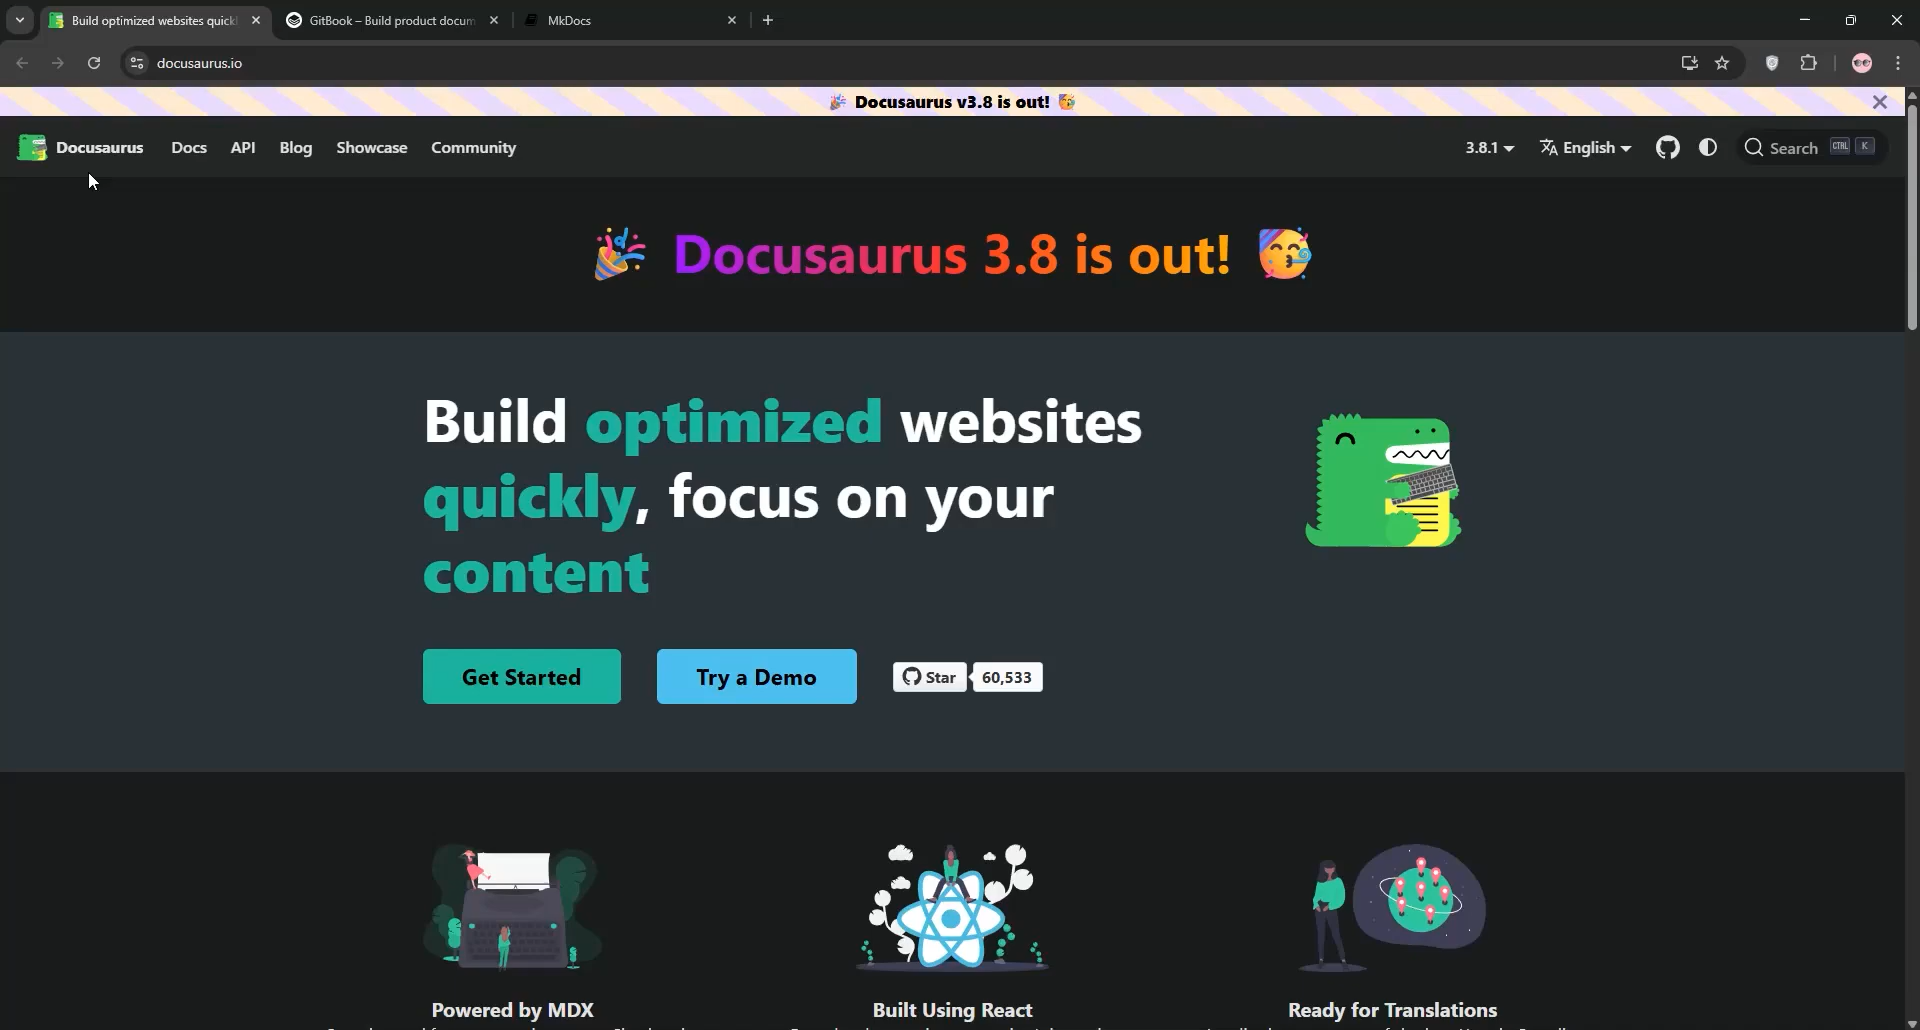 Build optimized websites quick
GitBook – Build product docum
MkDocs
docusaurus.io
Docusaurus v3.8 is out!
Docusaurus
Docs
API
Blog
Showcase
Community
3.8.1
English
Search
CTRL
K
🎉 Docusaurus 3.8 is out! 🥳
Build optimized websites
quickly, focus on your
content
Get Started
Try a Demo
Star
60,533
Powered by MDX
Built Using React
Ready for Translations